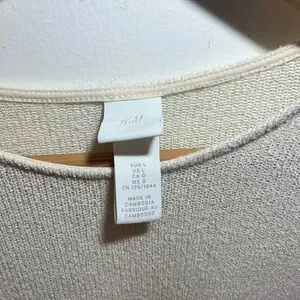 H&M
EUR L
US L
CA G
MX G
CN 175/104A
MADE IN
CAMBODIA
FABRIQUÉ AU
CAMBODGE